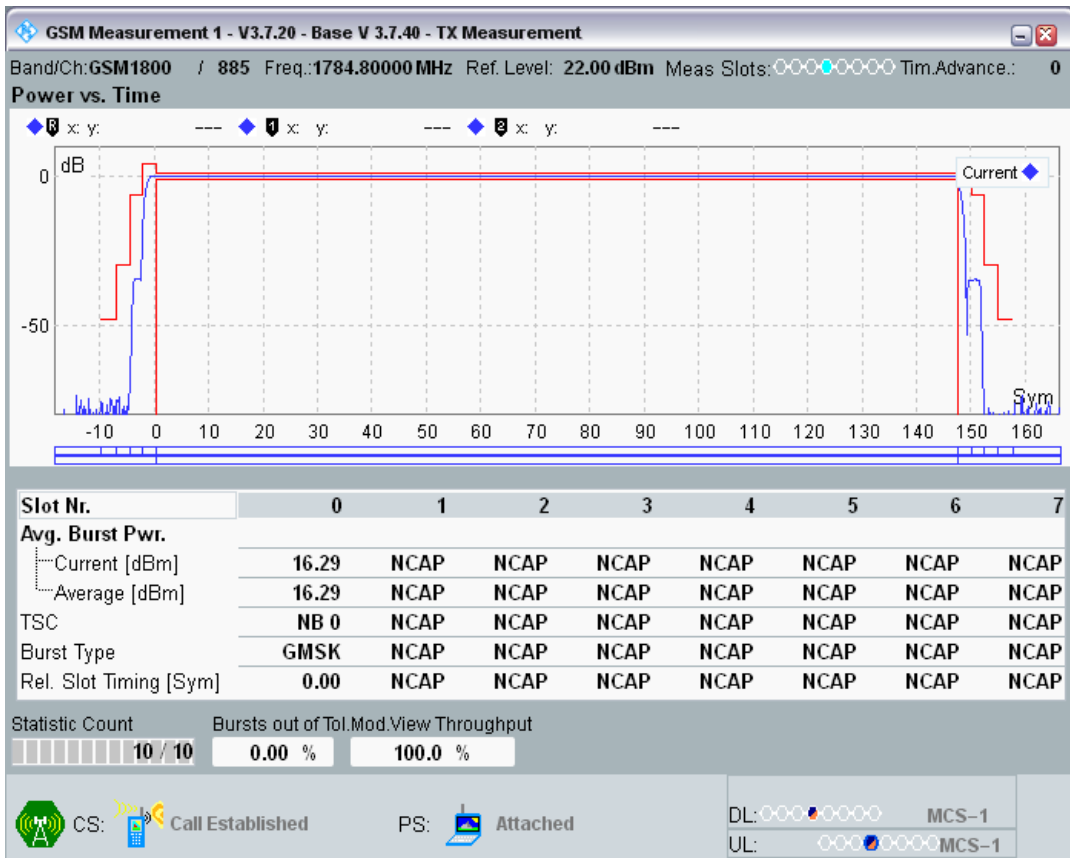 GSM Measurement 1 - V3.7.20 - Base V 3.7.40 - TX Measurement
Band/Ch:GSM1800 / 885 Freq.:1784.80000 MHz Ref. Level: 22.00 dBm Meas Slots: Tim.Advance.: 0
Power vs. Time
R x: y: --- 1 x: y: --- 2 x: y: ---
dB
Current
0
-50
Sym
-10 0 10 20 30 40 50 60 70 80 90 100 110 120 130 140 150 160
Slot Nr. 0 1 2 3 4 5 6 7
Avg. Burst Pwr.
Current [dBm] 16.29 NCAP NCAP NCAP NCAP NCAP NCAP NCAP
Average [dBm] 16.29 NCAP NCAP NCAP NCAP NCAP NCAP NCAP
TSC NB 0 NCAP NCAP NCAP NCAP NCAP NCAP NCAP
Burst Type GMSK NCAP NCAP NCAP NCAP NCAP NCAP NCAP
Rel. Slot Timing [Sym] 0.00 NCAP NCAP NCAP NCAP NCAP NCAP NCAP
Statistic Count Bursts out of Tol.Mod.View Throughput
10 / 10 0.00 % 100.0 %
CS: Call Established PS: Attached DL: MCS-1
UL: MCS-1